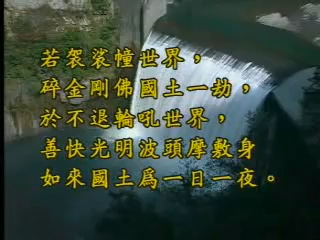 若袈裟幢世界，
碎金剛佛國土一劫，
於不退輪吼世界，
善快光明波頭摩敷身
如來國土為一日一夜。